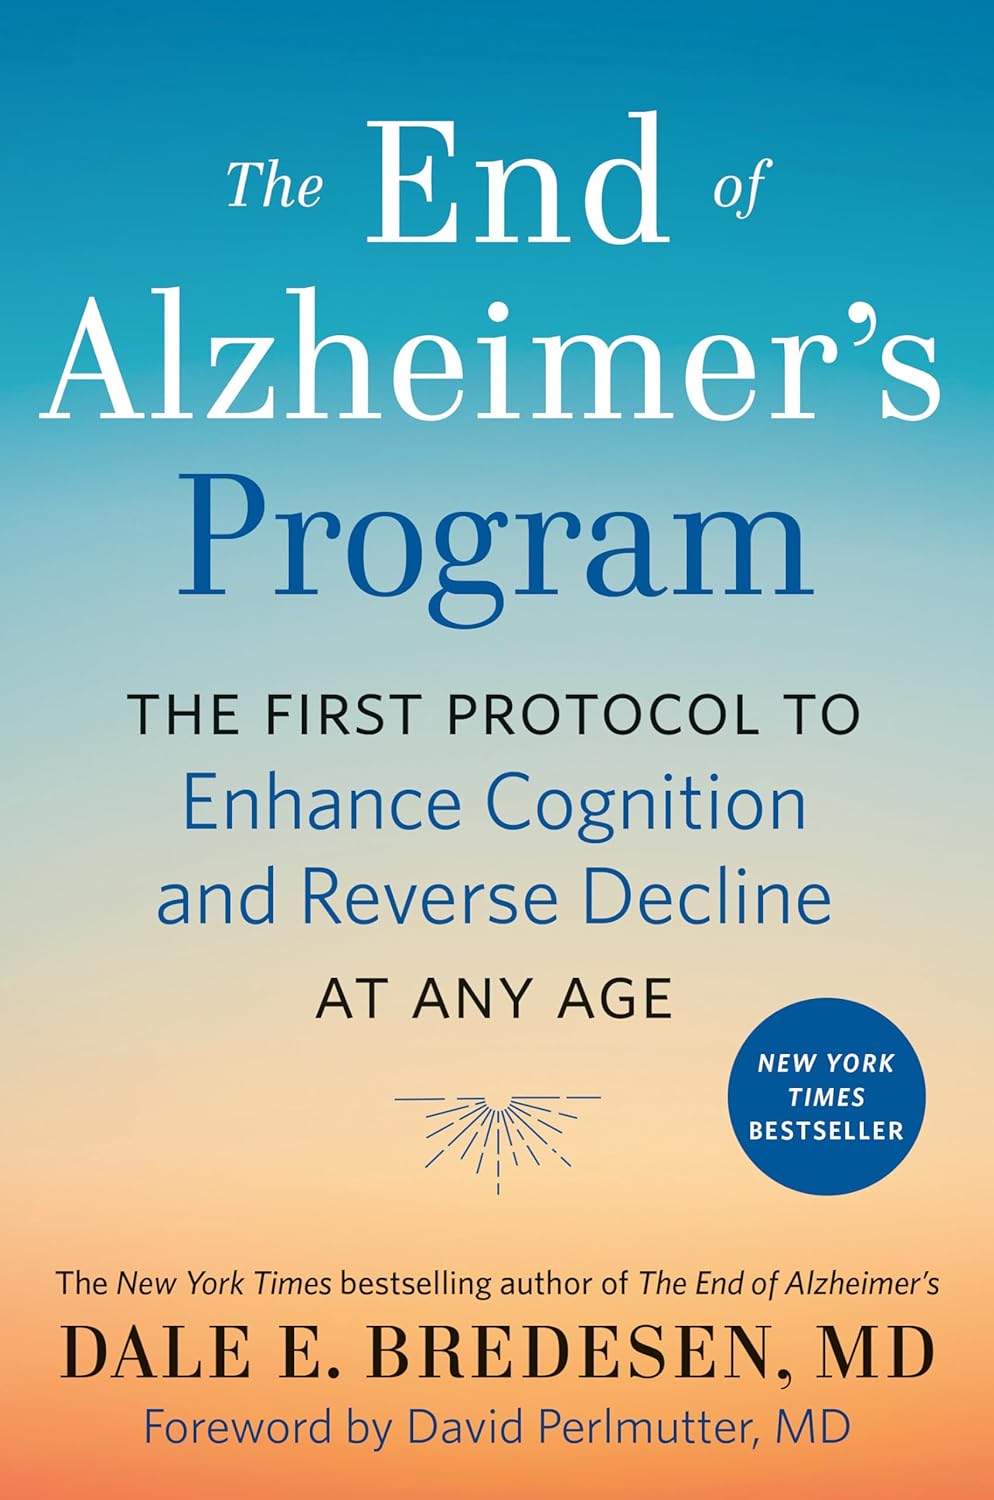 The End of
Alzheimer's
Program
THE FIRST PROTOCOL TO
Enhance Cognition
and Reverse Decline
AT ANY AGE
NEW YORK
TIMES
BESTSELLER
The New York Times bestselling author of The End of Alzheimer's
DALE E. BREDESEN, MD
Foreword by David Perlmutter, MD